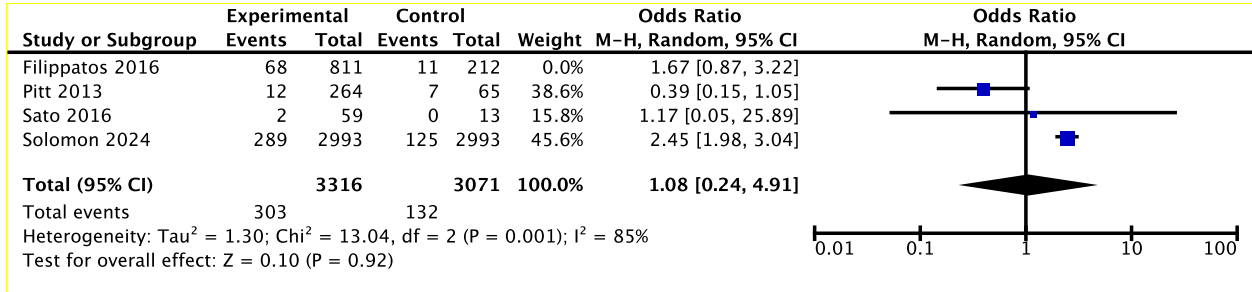 Experimental Control Odds Ratio Odds Ratio
Study or Subgroup Events Total Events Total Weight M-H, Random, 95% CI M-H, Random, 95% CI
Filippatos 2016 68 811 11 212 0.0% 1.67 [0.87, 3.22]
Pitt 2013 12 264 7 65 38.6% 0.39 [0.15, 1.05]
Sato 2016 2 59 0 13 15.8% 1.17 [0.05, 25.89]
Solomon 2024 289 2993 125 2993 45.6% 2.45 [1.98, 3.04]
Total (95% CI) 3316 3071 100.0% 1.08 [0.24, 4.91]
Total events 303 132
Heterogeneity: Tau² = 1.30; Chi² = 13.04, df = 2 (P = 0.001); I² = 85%
Test for overall effect: Z = 0.10 (P = 0.92)
0.01 0.1 1 10 100